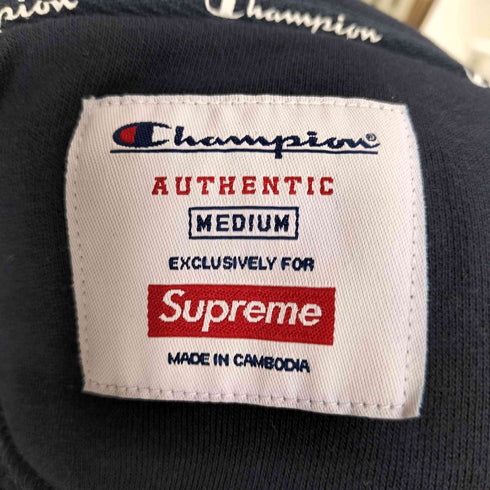 Champion
Champion®
AUTHENTIC
MEDIUM
EXCLUSIVELY FOR
Supreme
MADE IN CAMBODIA